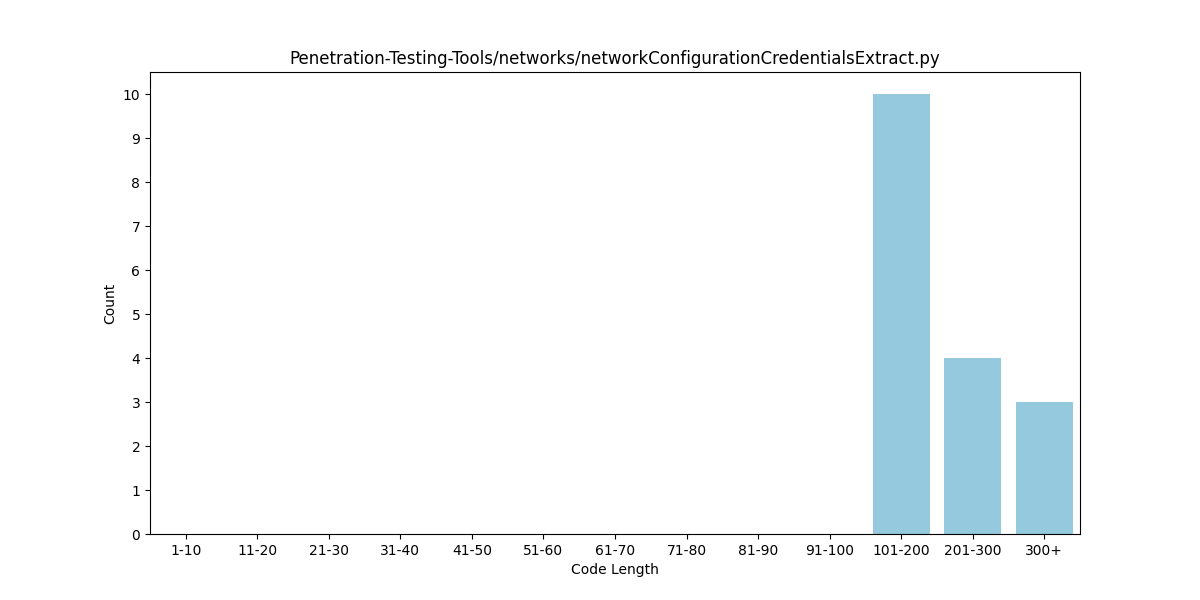 Penetration-Testing-Tools/networks/networkConfigurationCredentialsExtract.py
10
9
8
7
6
5
4
3
2
1
0
Count
1-10 11-20 21-30 31-40 41-50 51-60 61-70 71-80 81-90 91-100 101-200 201-300 300+
Code Length